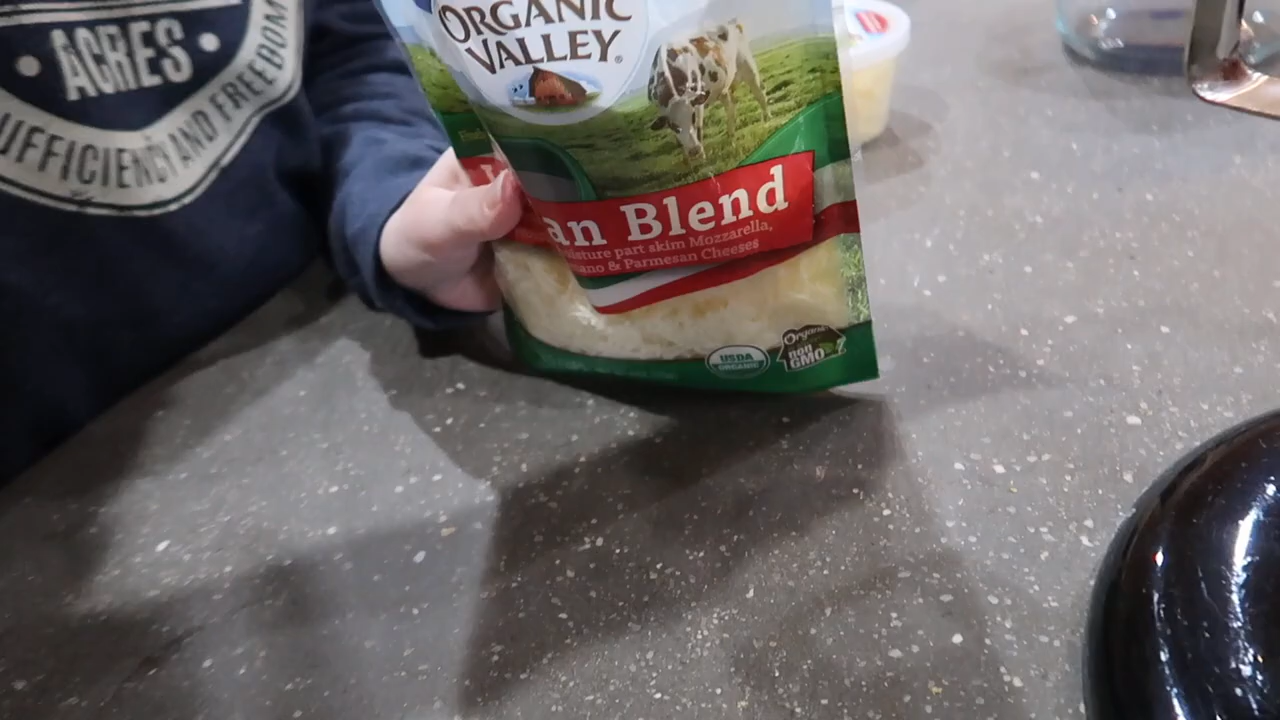 ACRES
UFFICIENCY AND FREEDOM
ORGANIC
VALLEY®
an Blend
part skim Mozzarella,
ano & Parmesan Cheeses
USDA
ORGANIC
Organic
non
GMO